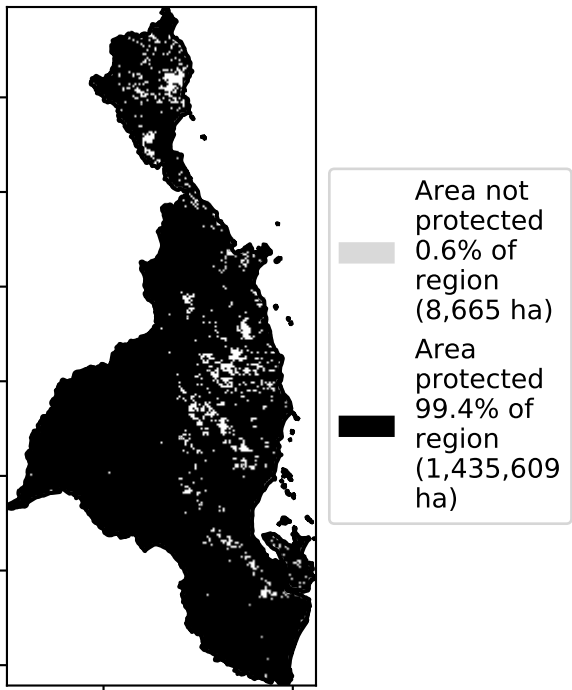 Area not
protected
0.6% of
region
(8,665 ha)
Area
protected
99.4% of
region
(1,435,609
ha)